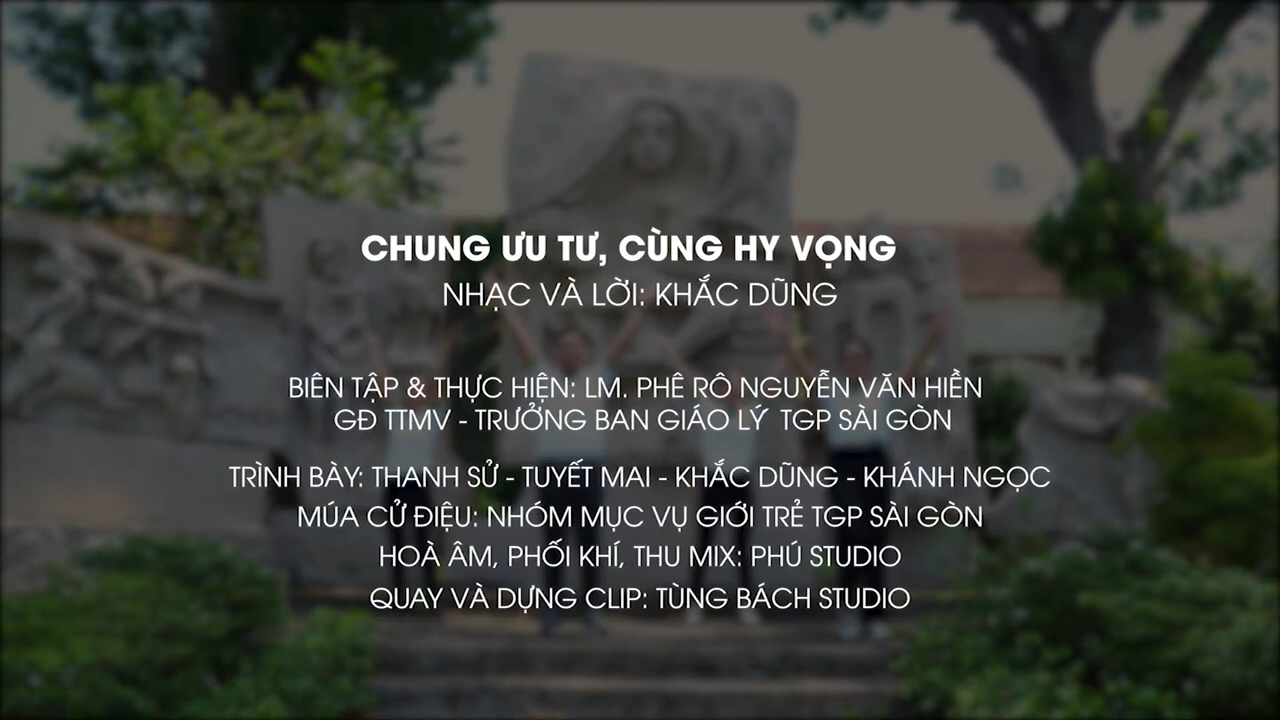 CHUNG ƯU TƯ, CÙNG HY VỌNG
NHẠC VÀ LỜI: KHẮC DŨNG
BIÊN TẬP & THỰC HIỆN: LM. PHÊ RÔ NGUYỄN VĂN HIỀN
GĐ TTMV - TRƯỞNG BAN GIÁO LÝ TGP SÀI GÒN
TRÌNH BÀY: THANH SỬ - TUYẾT MAI - KHẮC DŨNG - KHÁNH NGỌC
MÚA CỬ ĐIỆU: NHÓM MỤC VỤ GIỚI TRẺ TGP SÀI GÒN
HOÀ ÂM, PHỐI KHÍ, THU MIX: PHÚ STUDIO
QUAY VÀ DỰNG CLIP: TÙNG BÁCH STUDIO